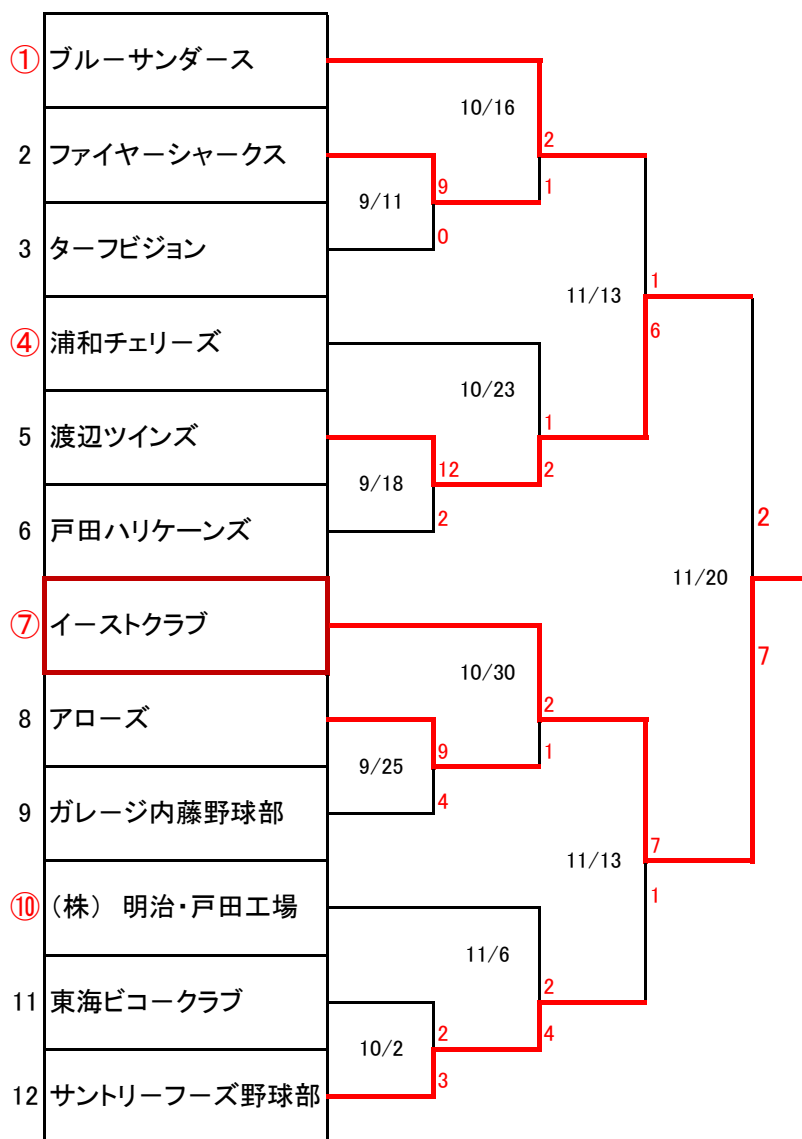 ① ブルーサンダース
10/16
2 ファイヤーシャークス
2
9
1
9/11
3 ターフビジョン
0
11/13
1
④ 浦和チェリーズ
6
10/23
5 渡辺ツインズ
1
12
2
9/18
6 戸田ハリケーンズ
2
2
11/20
⑦ イーストクラブ
7
10/30
8 アローズ
2
9
1
9/25
9 ガレージ内藤野球部
4
11/13
7
⑩ (株) 明治・戸田工場
1
11/6
11 東海ビコークラブ
2
2
4
10/2
3
12 サントリーフーズ野球部